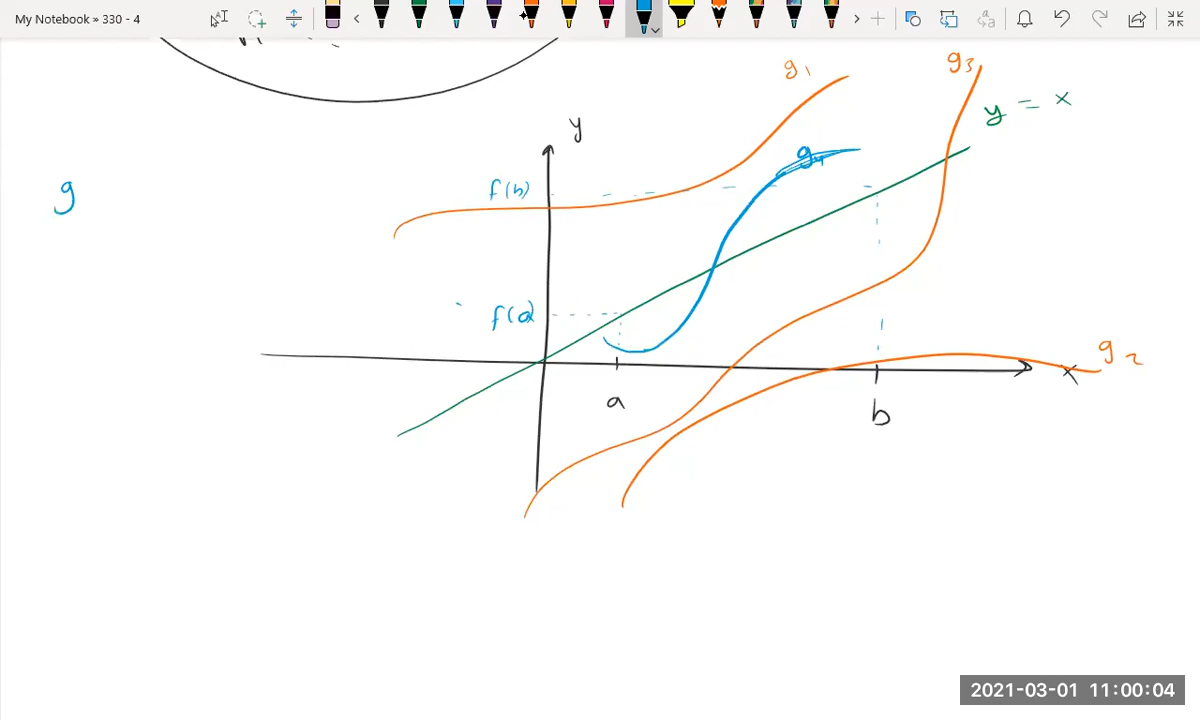 My Notebook » 330 - 4
g₁
g₃
y = x
y
g₄
f(b)
g
f(a)
g₂
x
a
b
2021-03-01 11:00:04